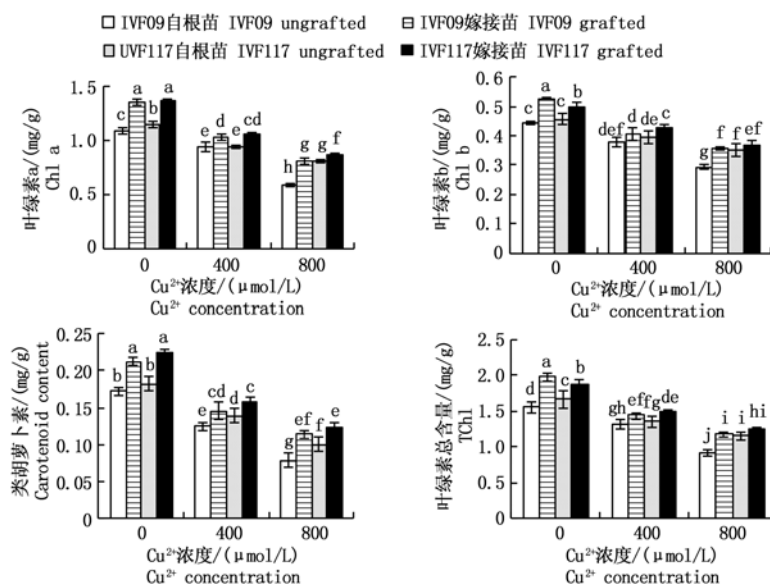 IVF09自根苗 IVF09 ungrafted
IVF09嫁接苗 IVF09 grafted
UVF117自根苗 IVF117 ungrafted
IVF117嫁接苗 IVF117 grafted
叶绿素a/(mg/g)
Chl a
1.5
1.0
0.5
0
c a b a
e d e cd
h g g f
0 400 800
Cu²⁺浓度/(μmol/L)
Cu²⁺ concentration
叶绿素b/(mg/g)
Chl b
0.6
0.5
0.4
0.3
0.2
0.1
0
c a c b
def d de c
g f f ef
0 400 800
Cu²⁺浓度/(μmol/L)
Cu²⁺ concentration
类胡萝卜素/(mg/g)
Carotenoid content
0.25
0.20
0.15
0.10
0.05
0
b a b a
e cd d c
g ef f e
0 400 800
Cu²⁺浓度/(μmol/L)
Cu²⁺ concentration
叶绿素总含量/(mg/g)
TChl
2.5
2.0
1.5
1.0
0.5
0
d a c b
gh ef fg de
j i i hi
0 400 800
Cu²⁺浓度/(μmol/L)
Cu²⁺ concentration